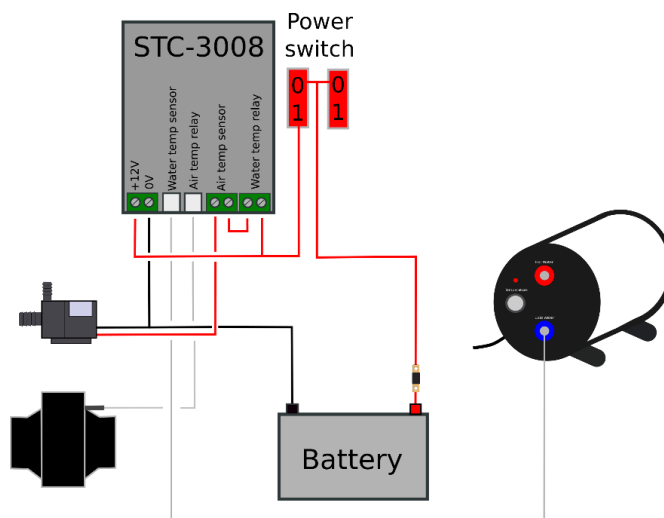 STC-3008
Power
switch
0
1
0
1
+12V
0V
Water temp sensor
Air temp relay
Air temp sensor
Water temp relay
Battery